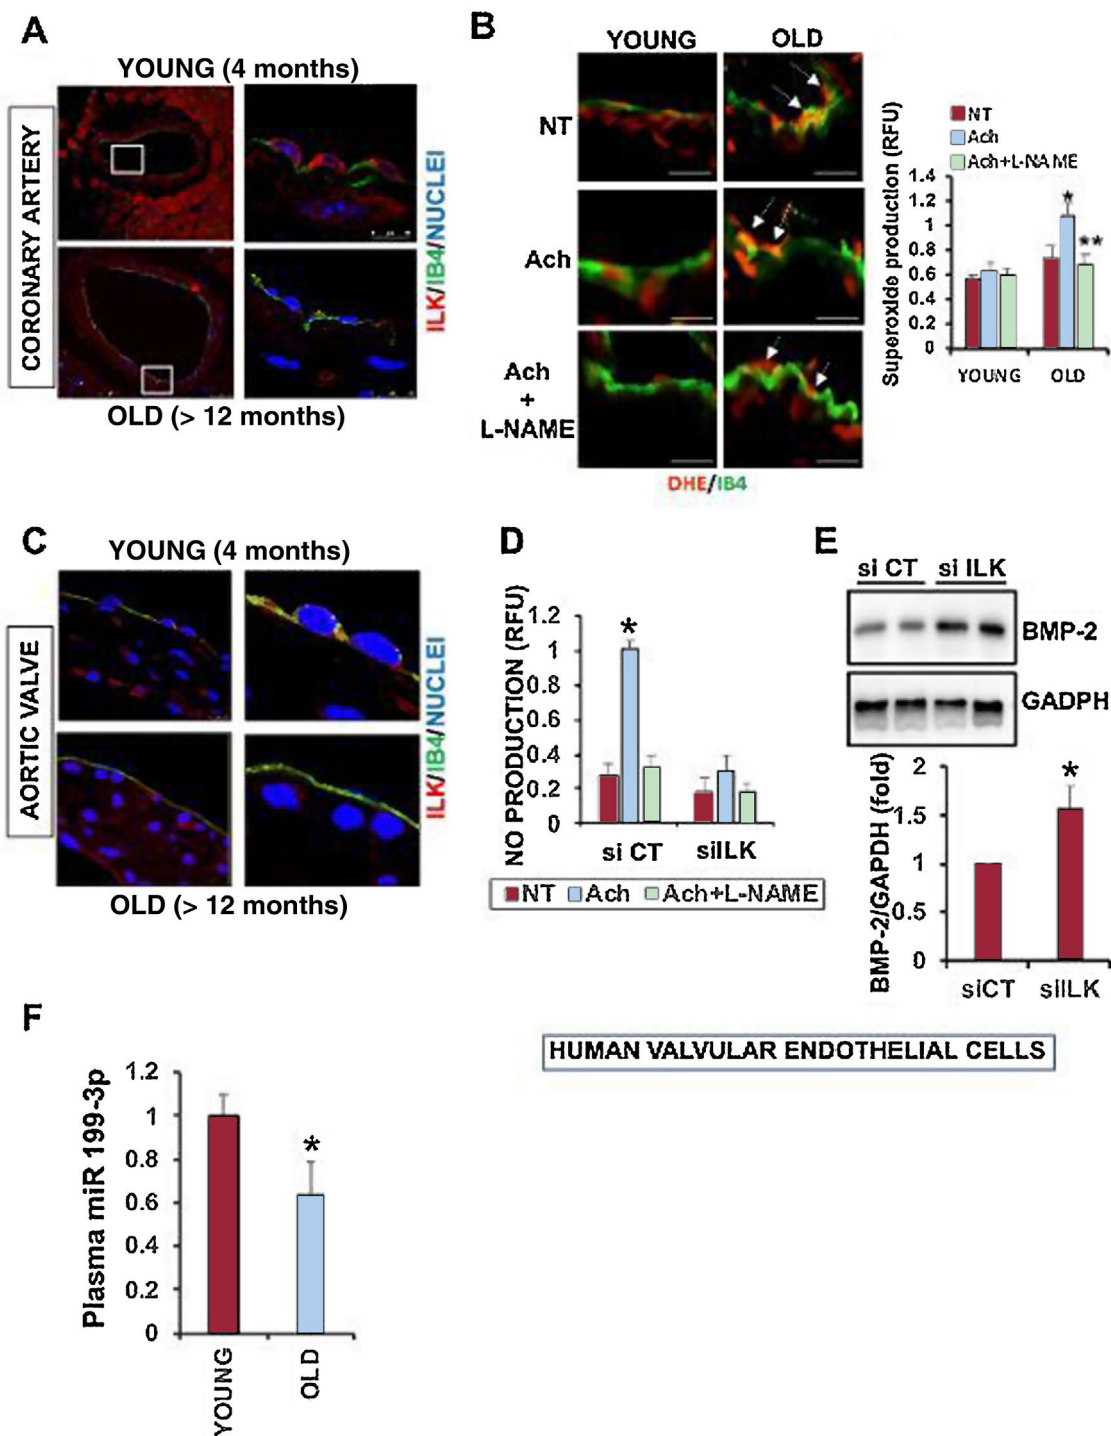 A
YOUNG (4 months)
CORONARY ARTERY
ILK/IB4/NUCLEI
OLD (> 12 months)
B
YOUNG OLD
NT
Ach
Ach
+
L-NAME
DHE/IB4
NT
Ach
Ach+L-NAME
Superoxide production (RFU)
1.4
1.2
1
0.8
0.6
0.4
0.2
0
*
**
YOUNG OLD
C
YOUNG (4 months)
AORTIC VALVE
ILK/IB4/NUCLEI
OLD (> 12 months)
D
NO PRODUCTION (RFU)
1.2
1
0.8
0.6
0.4
0.2
0
*
si CT siILK
NT Ach Ach+L-NAME
E
si CT si ILK
BMP-2
GADPH
BMP-2/GAPDH (fold)
2
1.5
1
0.5
0
*
siCT siILK
HUMAN VALVULAR ENDOTHELIAL CELLS
F
Plasma miR 199-3p
1.2
1
0.8
0.6
0.4
0.2
0
*
YOUNG
OLD